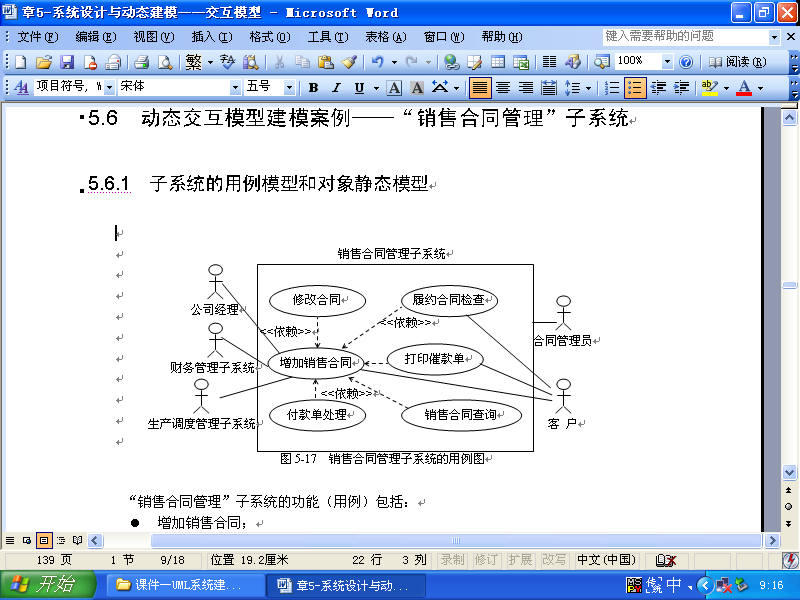 章5-系统设计与动态建模——交互模型 - Microsoft Word
文件(F) 编辑(E) 视图(V) 插入(I) 格式(O) 工具(T) 表格(A) 窗口(W) 帮助(H) 键入需要帮助的问题
100% 阅读(R)
项目符号, 宋体 五号 B I U A A
5.6 动态交互模型建模案例——“销售合同管理”子系统
5.6.1 子系统的用例模型和对象静态模型
销售合同管理子系统
修改合同 履约合同检查
公司经理
<<依赖>> <<依赖>>
合同管理员
财务管理子系统 增加销售合同 打印催款单
<<依赖>>
生产调度管理子系统 付款单处理 销售合同查询 客 户
图 5-17 销售合同管理子系统的用例图
“销售合同管理”子系统的功能（用例）包括：
● 增加销售合同；
139 页 1 节 9/18 位置 19.2厘米 22 行 3 列 录制 修订 扩展 改写 中文(中国)
开始 课件—UML系统建... 章5-系统设计与动... 中 9:16